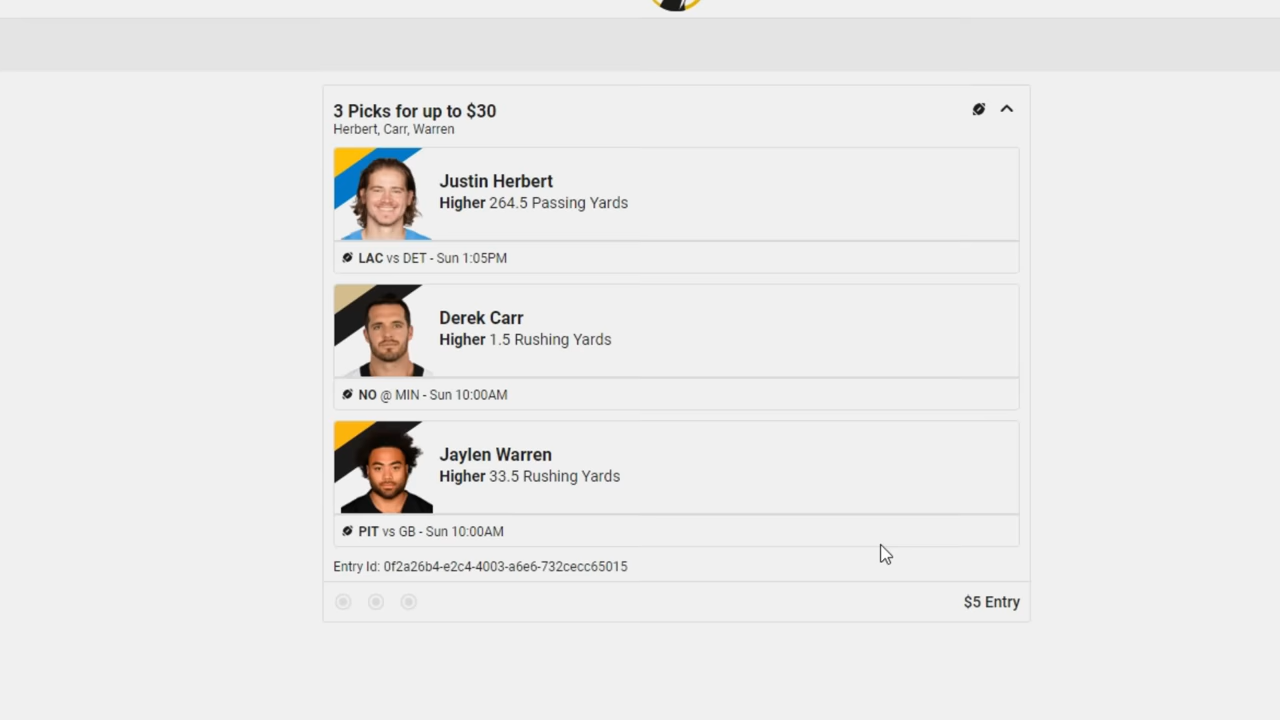 3 Picks for up to $30
Herbert, Carr, Warren
Justin Herbert
Higher 264.5 Passing Yards
LAC vs DET - Sun 1:05PM
Derek Carr
Higher 1.5 Rushing Yards
NO @ MIN - Sun 10:00AM
Jaylen Warren
Higher 33.5 Rushing Yards
PIT vs GB - Sun 10:00AM
Entry Id: 0f2a26b4-e2c4-4003-a6e6-732cecc65015
$5 Entry